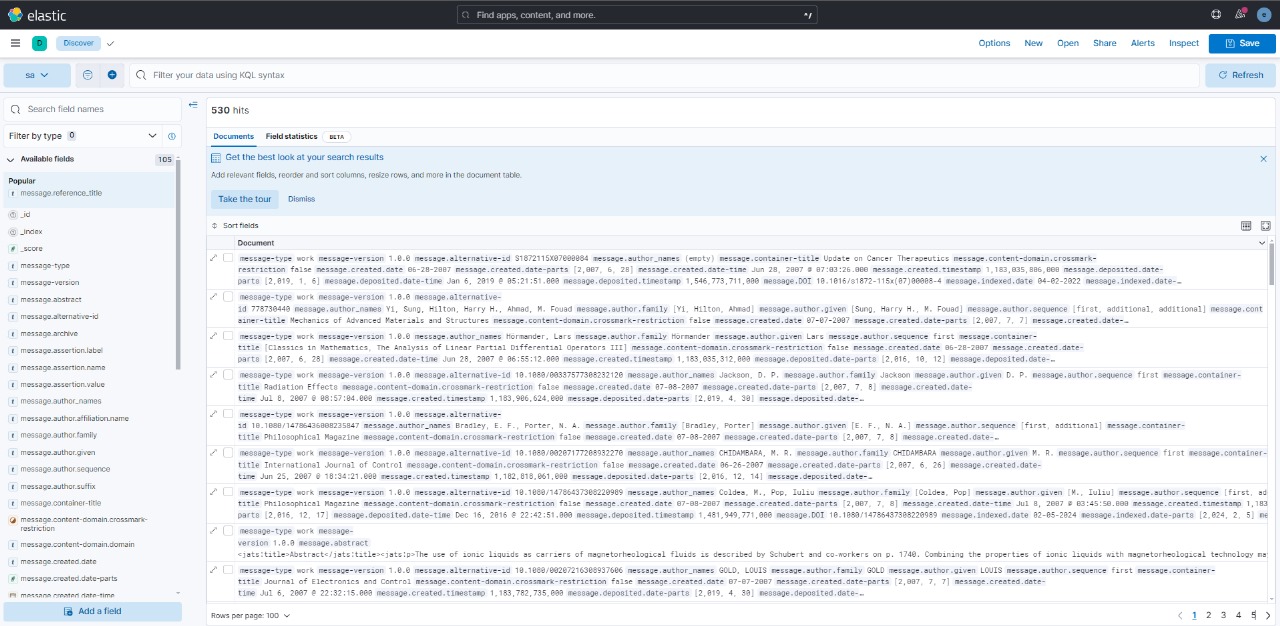 elastic
Find apps, content, and more.
^/
e
D
Discover
Options
New
Open
Share
Alerts
Inspect
Save
sa
Filter your data using KQL syntax
Refresh
Search field names
Filter by type 0
Available fields 105
Popular
message.reference_title
_id
_index
_score
message-type
message-version
message.abstract
message.alternative-id
message.archive
message.assertion.label
message.assertion.name
message.assertion.value
message.author_names
message.author.affiliation.name
message.author.family
message.author.given
message.author.sequence
message.author.suffix
message.container-title
message.content-domain.crossmark-
restriction
message.content-domain.domain
message.created.date
message.created.date-parts
message.created.date-time
Add a field
530 hits
Documents
Field statistics
BETA
Get the best look at your search results
Add relevant fields, reorder and sort columns, resize rows, and more in the document table.
Take the tour
Dismiss
Sort fields
Document
message-type work message-version 1.0.0 message.alternative-id S1872115X07000084 message.author_names (empty) message.container-title Update on Cancer Therapeutics message.content-domain.crossmark-
restriction false message.created.date 06-28-2007 message.created.date-parts [2,007, 6, 28] message.created.date-time Jun 28, 2007 @ 07:03:26.000 message.created.timestamp 1,183,035,806,000 message.deposited.date-
parts [2,019, 1, 6] message.deposited.date-time Jan 6, 2019 @ 05:21:51.000 message.deposited.timestamp 1,546,773,711,000 message.DOI 10.1016/s1872-115x(07)00008-4 message.indexed.date 04-02-2022 message.indexed.date-…
message-type work message-version 1.0.0 message.alternative-
id 778730440 message.author_names Yi, Sung, Hilton, Harry H., Ahmad, M. Fouad message.author.family [Yi, Hilton, Ahmad] message.author.given [Sung, Harry H., M. Fouad] message.author.sequence [first, additional, additional] message.cont
ainer-title Mechanics of Advanced Materials and Structures message.content-domain.crossmark-restriction false message.created.date 07-07-2007 message.created.date-parts [2,007, 7, 7] message.created.date-…
message-type work message-version 1.0.0 message.author_names Hormander, Lars message.author.family Hormander message.author.given Lars message.author.sequence first message.container-
title [Classics in Mathematics, The Analysis of Linear Partial Differential Operators II] message.content-domain.crossmark-restriction false message.created.date 06-28-2007 message.created.date-
parts [2,007, 6, 28] message.created.date-time Jun 28, 2007 @ 06:55:12.000 message.created.timestamp 1,183,035,312,000 message.deposited.date-parts [2,016, 10, 12] message.deposited.date-…
message-type work message-version 1.0.0 message.alternative-id 10.1080/00337577308232120 message.author_names Jackson, D. P. message.author.family Jackson message.author.given D. P. message.author.sequence first message.container-
title Radiation Effects message.content-domain.crossmark-restriction false message.created.date 07-08-2007 message.created.date-parts [2,007, 7, 8] message.created.date-
time Jul 8, 2007 @ 08:57:04.000 message.created.timestamp 1,183,906,624,000 message.deposited.date-parts [2,019, 4, 30] message.deposited.date-…
message-type work message-version 1.0.0 message.alternative-
id 10.1080/14786436008235847 message.author_names Bradley, E. F., Porter, N. A. message.author.family [Bradley, Porter] message.author.given [E. F., N. A.] message.author.sequence [first, additional] message.container-
title Philosophical Magazine message.content-domain.crossmark-restriction false message.created.date 07-08-2007 message.created.date-parts [2,007, 7, 8] message.created.date-…
message-type work message-version 1.0.0 message.alternative-id 10.1080/00207177208932270 message.author_names CHIDAMBARA, M. R. message.author.family CHIDAMBARA message.author.given M. R. message.author.sequence first message.container-
title International Journal of Control message.content-domain.crossmark-restriction false message.created.date 06-26-2007 message.created.date-parts [2,007, 6, 26] message.created.date-
time Jun 25, 2007 @ 18:34:21.000 message.created.timestamp 1,182,818,061,000 message.deposited.date-parts [2,016, 12, 14] message.deposited.date-…
message-type work message-version 1.0.0 message.alternative-id 10.1080/14786437308220989 message.author_names Coldea, M., Pop, Iuliu message.author.family [Coldea, Pop] message.author.given [M., Iuliu] message.author.sequence [first, ad
title Philosophical Magazine message.content-domain.crossmark-restriction false message.created.date 07-08-2007 message.created.date-parts [2,007, 7, 8] message.created.date-time Jul 8, 2007 @ 03:45:50.000 message.created.timestamp 1,183
parts [2,016, 12, 17] message.deposited.date-time Dec 16, 2016 @ 22:42:51.000 message.deposited.timestamp 1,481,949,771,000 message.DOI 10.1080/14786437308220989 message.indexed.date 02-05-2024 message.indexed.date-parts [2,024, 2, 5] me
message-type work message-
version 1.0.0 message.abstract
<jats:title>Abstract</jats:title><jats:p>The use of ionic liquids as carriers of magnetorheological fluids is described by Schubert and co-workers on p. 1740. Combining the properties of ionic liquids with magnetorheological technology ma
message-type work message-version 1.0.0 message.alternative-id 10.1080/00207216308937606 message.author_names GOLD, LOUIS message.author.family GOLD message.author.given LOUIS message.author.sequence first message.container-
title Journal of Electronics and Control message.content-domain.crossmark-restriction false message.created.date 07-07-2007 message.created.date-parts [2,007, 7, 7] message.created.date-
time Jul 6, 2007 @ 22:32:15.000 message.created.timestamp 1,183,782,735,000 message.deposited.date-parts [2,019, 4, 30] message.deposited.date-…
Rows per page: 100
1 2 3 4 5